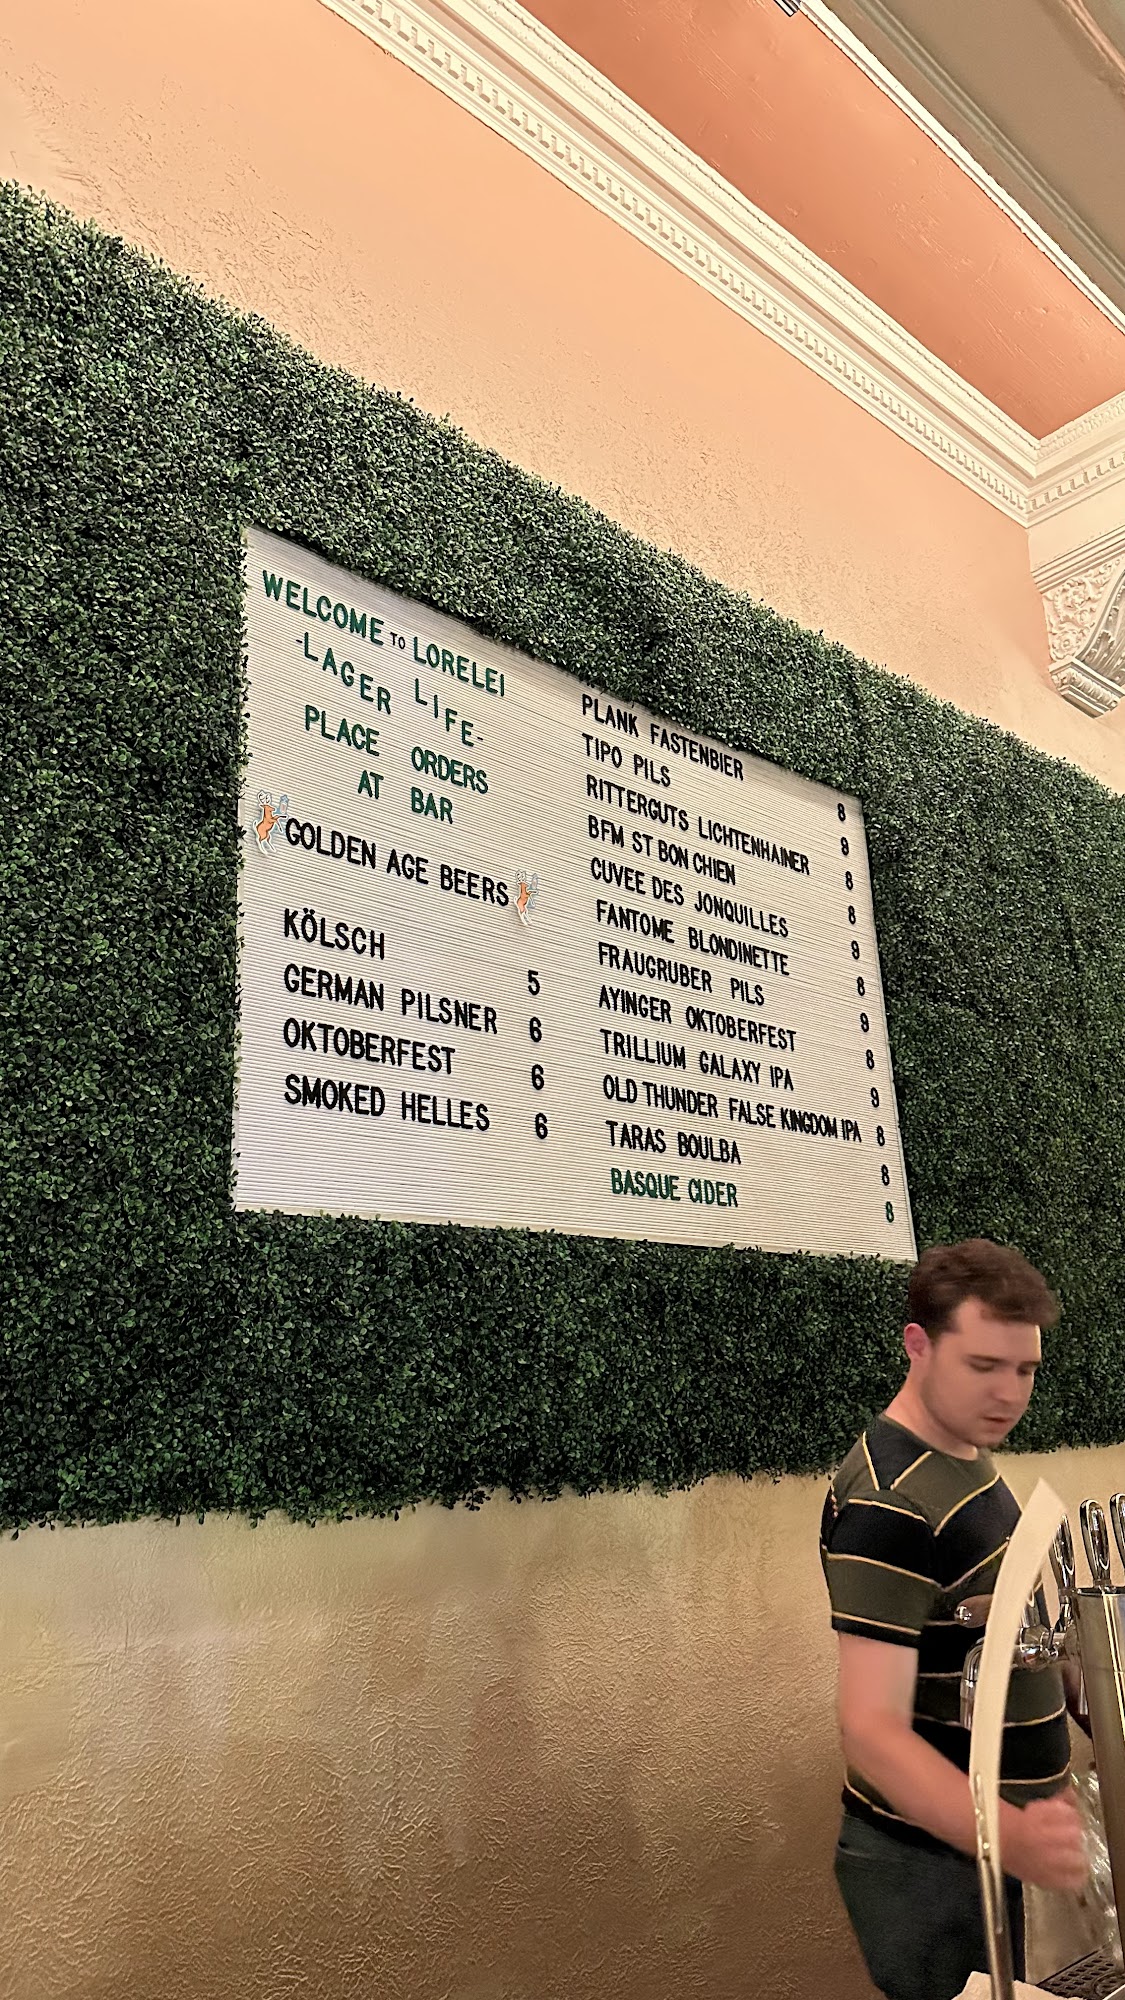 WELCOME TO LORELEI
-LAGER LIFE-
PLACE ORDERS
AT BAR
GOLDEN AGE BEERS
KÖLSCH 5
GERMAN PILSNER 6
OKTOBERFEST 6
SMOKED HELLES 6
PLANK FASTENBIER 8
TIPO PILS 9
RITTERGUTS LICHTENHAINER 8
BFM ST BON CHIEN 8
CUVEE DES JONQUILLES 9
FANTOME BLONDINETTE 8
FRAUGRUBER PILS 9
AYINGER OKTOBERFEST 8
TRILLIUM GALAXY IPA 9
OLD THUNDER FALSE KINGDOM IPA 8
TARAS BOULBA 8
BASQUE CIDER 8